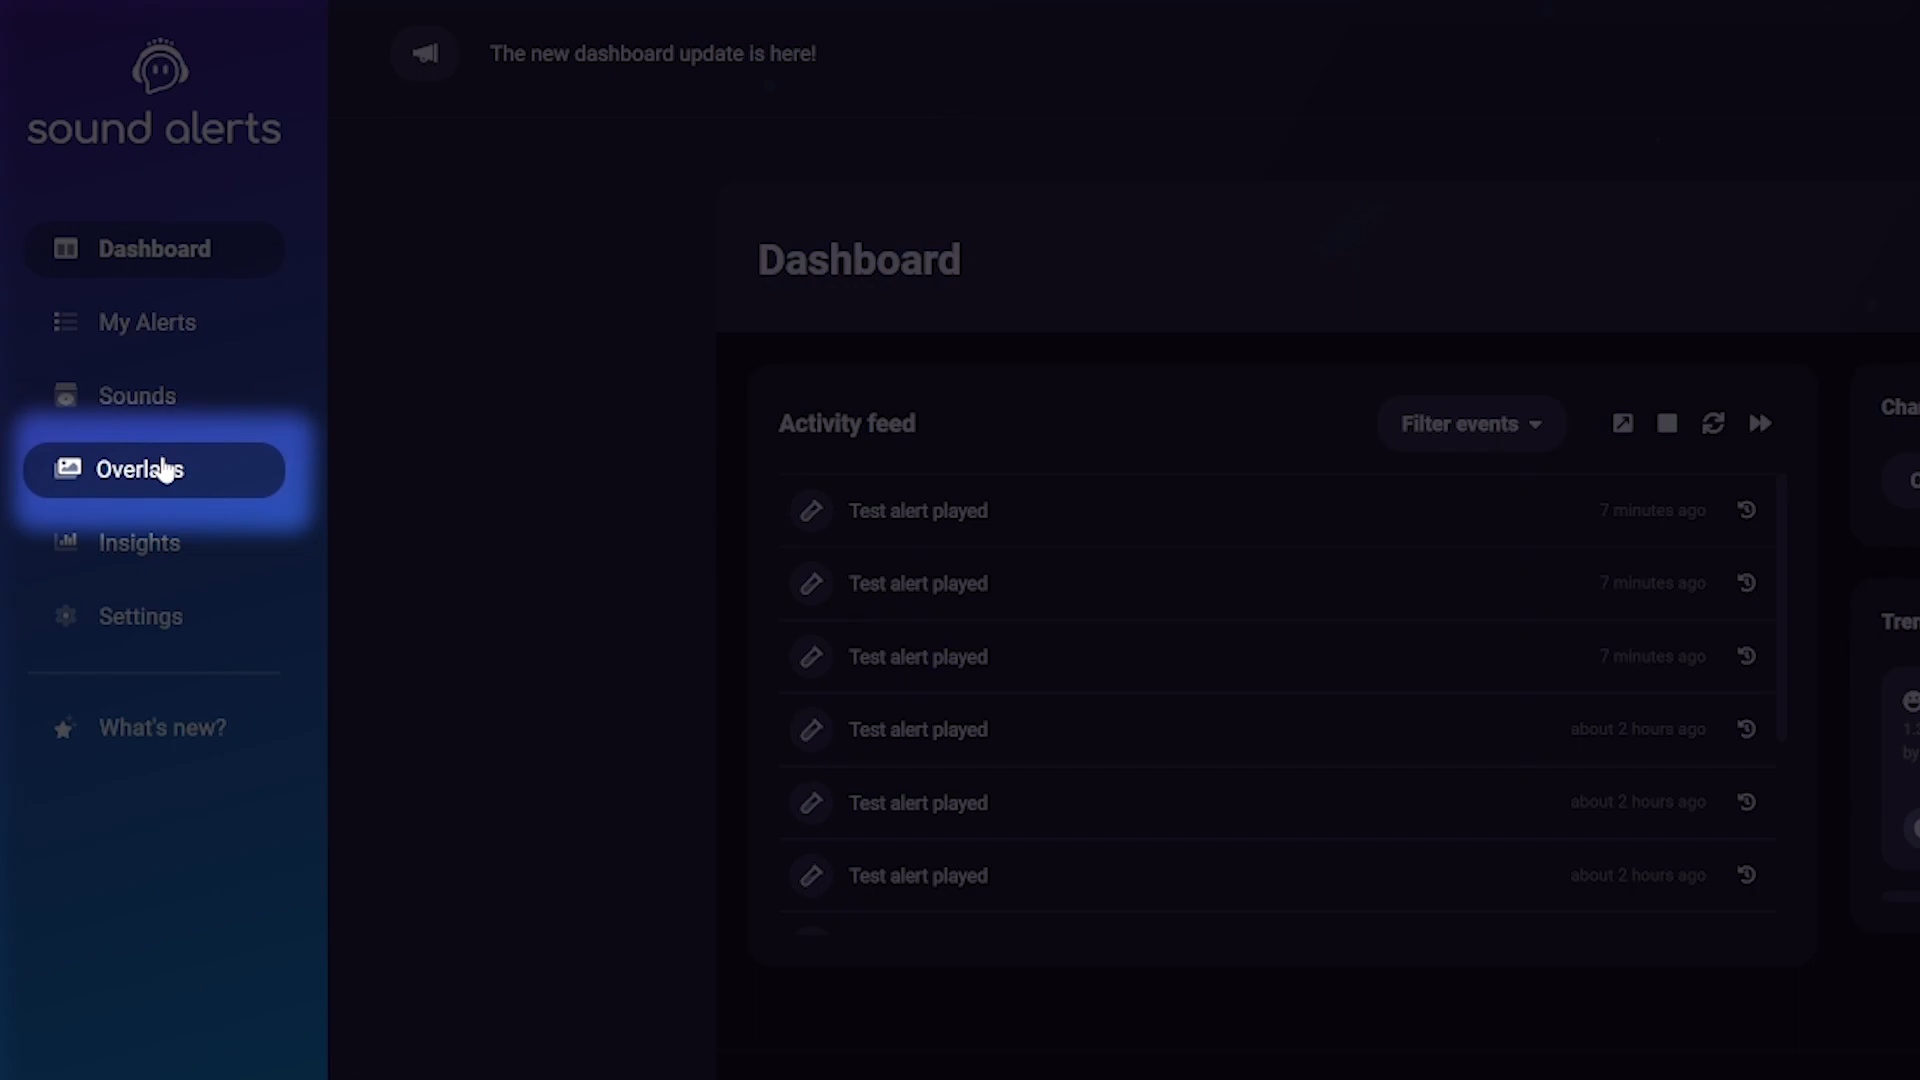 The new dashboard update is here!
sound alerts
Dashboard
My Alerts
Sounds
Overlays
Insights
Settings
What's new?
Dashboard
Activity feed
Filter events
Test alert played
7 minutes ago
Test alert played
7 minutes ago
Test alert played
7 minutes ago
Test alert played
about 2 hours ago
Test alert played
about 2 hours ago
Test alert played
about 2 hours ago
by